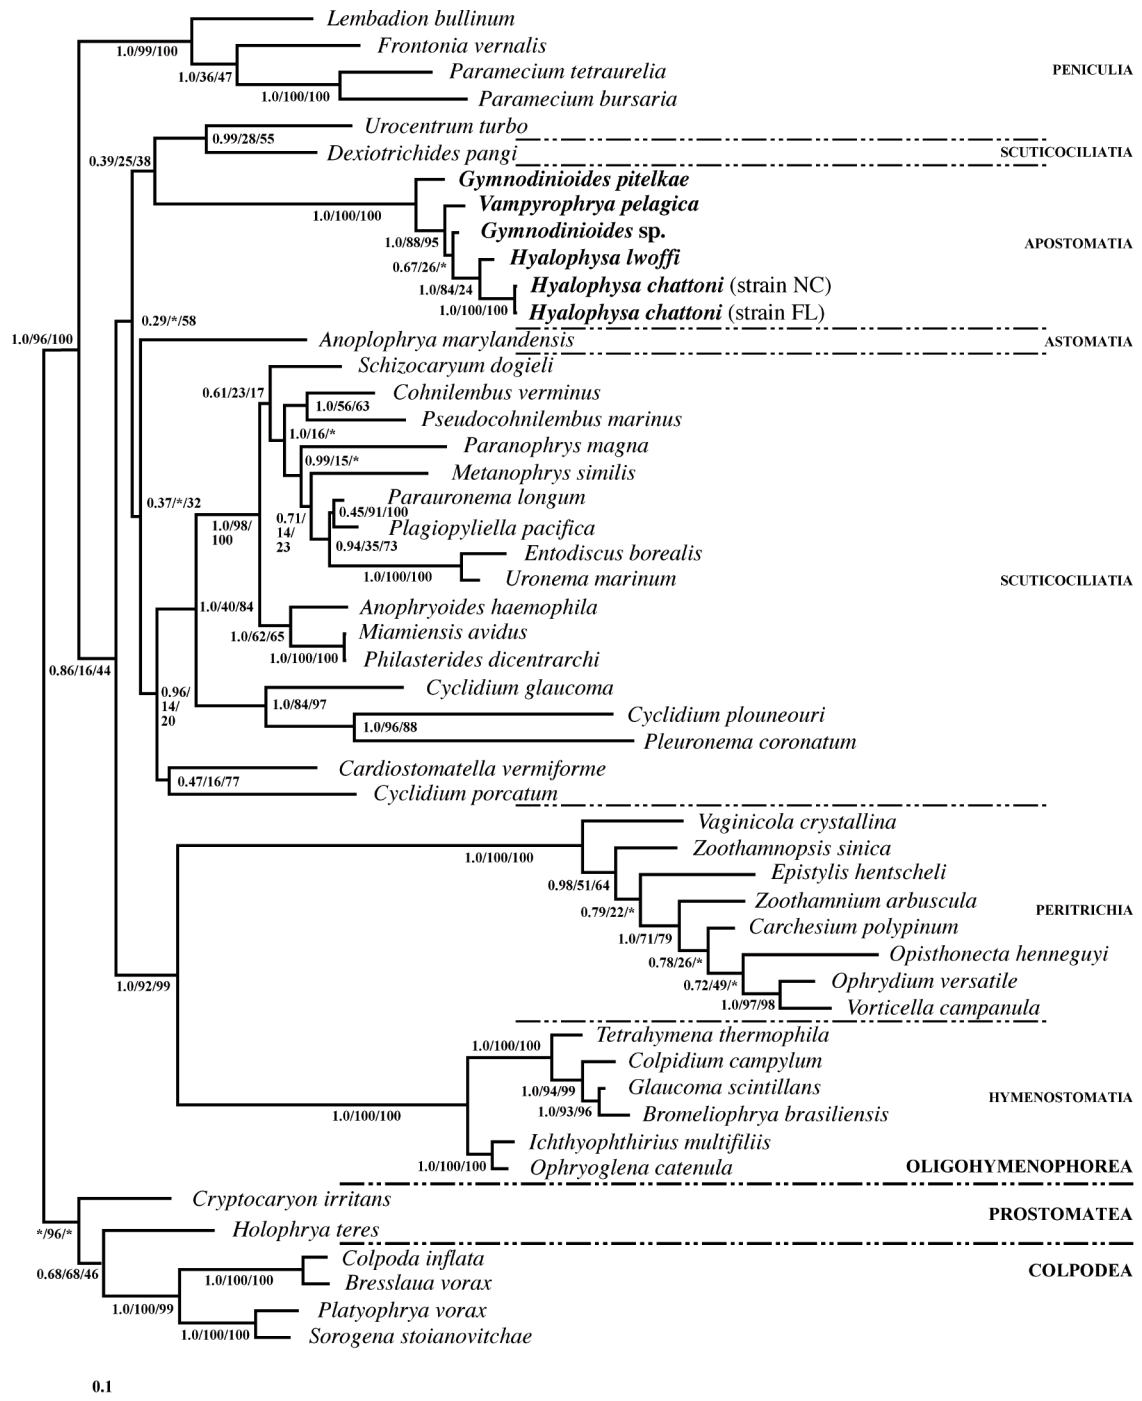 Lembadion bullinum
Frontonia vernalis
1.0/99/100
PENICULIA
Paramecium tetraurelia
1.0/36/47
1.0/100/100
Paramecium bursaria
Urocentrum turbo
0.99/28/55
Dexiotrichides pangi
SCUTICOCILIATIA
0.39/25/38
Gymnodinioides pitelkae
Vampyrophrya pelagica
1.0/100/100
Gymnodinioides sp.
1.0/88/95
APOSTOMATIA
Hyalophysa lwoffi
0.67/26/*
Hyalophysa chattoni (strain NC)
1.0/84/24
1.0/100/100
Hyalophysa chattoni (strain FL)
0.29/*/58
1.0/96/100
Anoplophrya marylandensis
ASTOMATIA
Schizocaryum dogieli
0.61/23/17
Cohnilembus verminus
1.0/56/63
Pseudocohnilembus marinus
1.0/16/*
Paranophrys magna
0.99/15/*
Metanophrys similis
Parauronema longum
0.37/*/32
0.45/91/100
0.71/
14/
23
1.0/98/
100
Plagiopyliella pacifica
0.94/35/73
Entodiscus borealis
1.0/100/100
Uronema marinum
SCUTICOCILIATIA
1.0/40/84
Anophryoides haemophila
1.0/62/65
Miamiensis avidus
1.0/100/100
Philasterides dicentrarchi
0.86/16/44
0.96/
14/
20
Cyclidium glaucoma
1.0/84/97
Cyclidium plouneouri
1.0/96/88
Pleuronema coronatum
Cardiostomatella vermiforme
0.47/16/77
Cyclidium porcatum
Vaginicola crystallina
Zoothamnopsis sinica
1.0/100/100
Epistylis hentscheli
0.98/51/64
Zoothamnium arbuscula
0.79/22/*
PERITRICHIA
Carchesium polypinum
1.0/71/79
Opisthonecta henneguyi
0.78/26/*
Ophrydium versatile
0.72/49/*
1.0/92/99
1.0/97/98
Vorticella campanula
Tetrahymena thermophila
1.0/100/100
Colpidium campylum
Glaucoma scintillans
1.0/94/99
HYMENOSTOMATIA
1.0/93/96
Bromeliophrya brasiliensis
1.0/100/100
Ichthyophthirius multifiliis
1.0/100/100
Ophryoglena catenula
OLIGOHYMENOPHOREA
Cryptocaryon irritans
PROSTOMATEA
Holophrya teres
*/96/*
Colpoda inflata
0.68/68/46
COLPODEA
1.0/100/100
Bresslaua vorax
1.0/100/99
Platyophrya vorax
1.0/100/100
Sorogena stoianovitchae
0.1